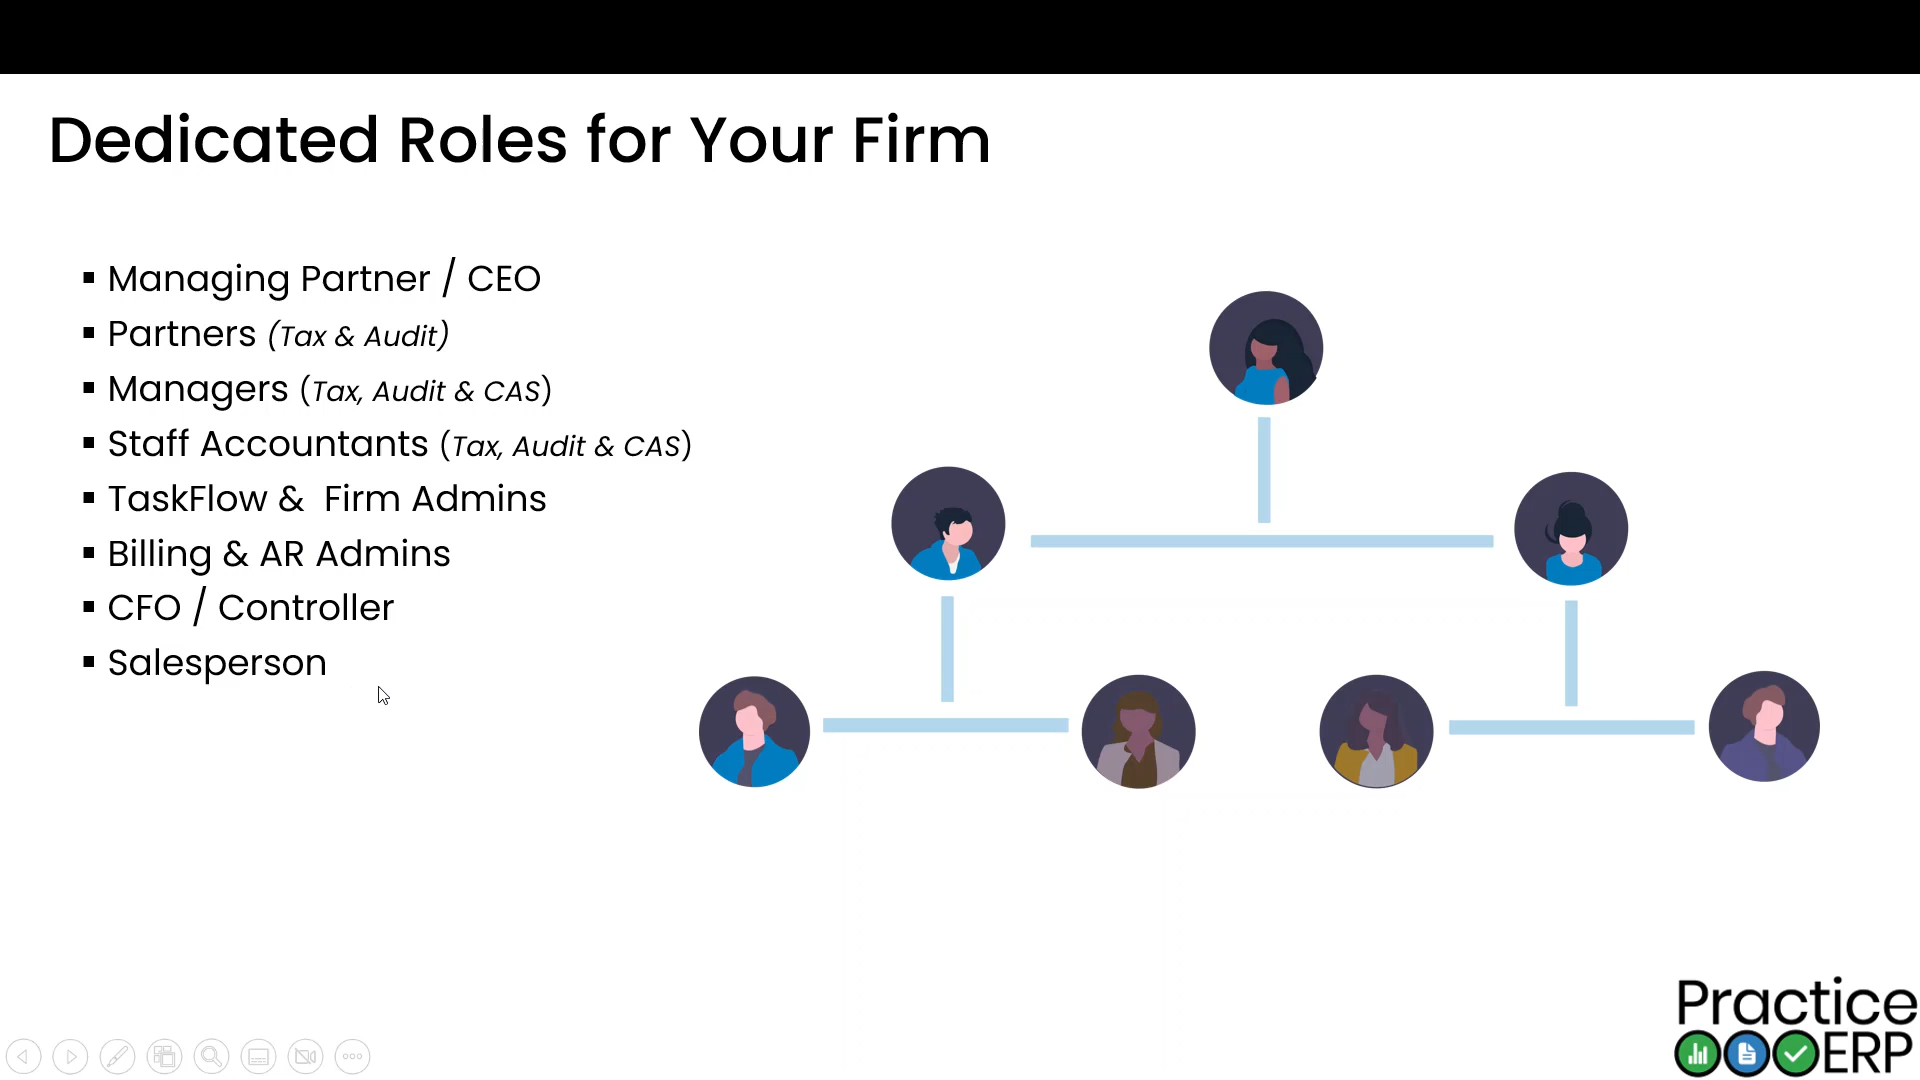 Dedicated Roles for Your Firm
▪ Managing Partner / CEO
▪ Partners (Tax & Audit)
▪ Managers (Tax, Audit & CAS)
▪ Staff Accountants (Tax, Audit & CAS)
▪ TaskFlow &  Firm Admins
▪ Billing & AR Admins
▪ CFO / Controller
▪ Salesperson
Practice
ERP